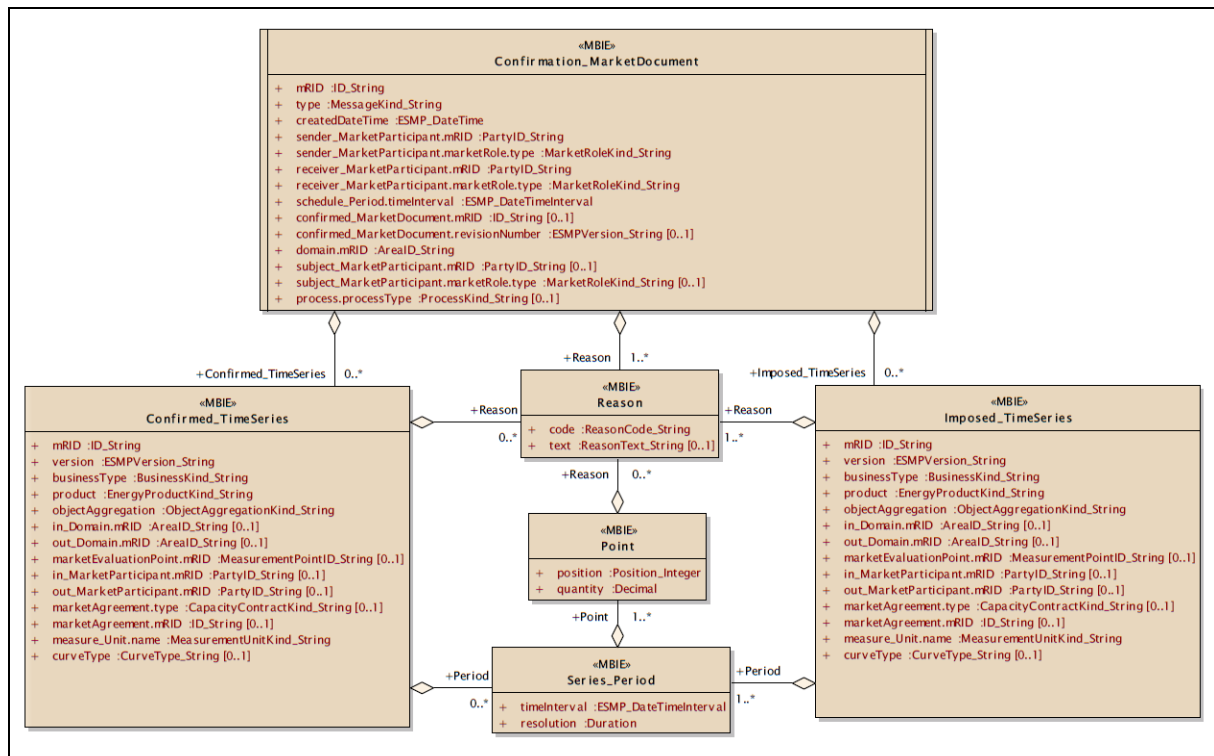 «MBIE»
Confirmation_MarketDocument
+ mRID :ID_String
+ type :MessageKind_String
+ createdDateTime :ESMP_DateTime
+ sender_MarketParticipant.mRID :PartyID_String
+ sender_MarketParticipant.marketRole.type :MarketRoleKind_String
+ receiver_MarketParticipant.mRID :PartyID_String
+ receiver_MarketParticipant.marketRole.type :MarketRoleKind_String
+ schedule_Period.timeInterval :ESMP_DateTimeInterval
+ confirmed_MarketDocument.mRID :ID_String [0..1]
+ confirmed_MarketDocument.revisionNumber :ESMPVersion_String [0..1]
+ domain.mRID :AreaID_String
+ subject_MarketParticipant.mRID :PartyID_String [0..1]
+ subject_MarketParticipant.marketRole.type :MarketRoleKind_String [0..1]
+ process.processType :ProcessKind_String [0..1]
+Confirmed_TimeSeries 0..*
+Reason 1..*
+Imposed_TimeSeries 0..*
«MBIE»
Confirmed_TimeSeries
+ mRID :ID_String
+ version :ESMPVersion_String
+ businessType :BusinessKind_String
+ product :EnergyProductKind_String
+ objectAggregation :ObjectAggregationKind_String
+ in_Domain.mRID :AreaID_String [0..1]
+ out_Domain.mRID :AreaID_String [0..1]
+ marketEvaluationPoint.mRID :MeasurementPointID_String [0..1]
+ in_MarketParticipant.mRID :PartyID_String [0..1]
+ out_MarketParticipant.mRID :PartyID_String [0..1]
+ marketAgreement.type :CapacityContractKind_String [0..1]
+ marketAgreement.mRID :ID_String [0..1]
+ measure_Unit.name :MeasurementUnitKind_String
+ curveType :CurveType_String [0..1]
+Reason
0..*
«MBIE»
Reason
+ code :ReasonCode_String
+ text :ReasonText_String [0..1]
+Reason
1..*
+Reason 0..*
«MBIE»
Point
+ position :Position_Integer
+ quantity :Decimal
+Point 1..*
+Period
0..*
«MBIE»
Series_Period
+ timeInterval :ESMP_DateTimeInterval
+ resolution :Duration
+Period
1..*
«MBIE»
Imposed_TimeSeries
+ mRID :ID_String
+ version :ESMPVersion_String
+ businessType :BusinessKind_String
+ product :EnergyProductKind_String
+ objectAggregation :ObjectAggregationKind_String
+ in_Domain.mRID :AreaID_String [0..1]
+ out_Domain.mRID :AreaID_String [0..1]
+ marketEvaluationPoint.mRID :MeasurementPointID_String [0..1]
+ in_MarketParticipant.mRID :PartyID_String [0..1]
+ out_MarketParticipant.mRID :PartyID_String [0..1]
+ marketAgreement.type :CapacityContractKind_String [0..1]
+ marketAgreement.mRID :ID_String [0..1]
+ measure_Unit.name :MeasurementUnitKind_String
+ curveType :CurveType_String [0..1]